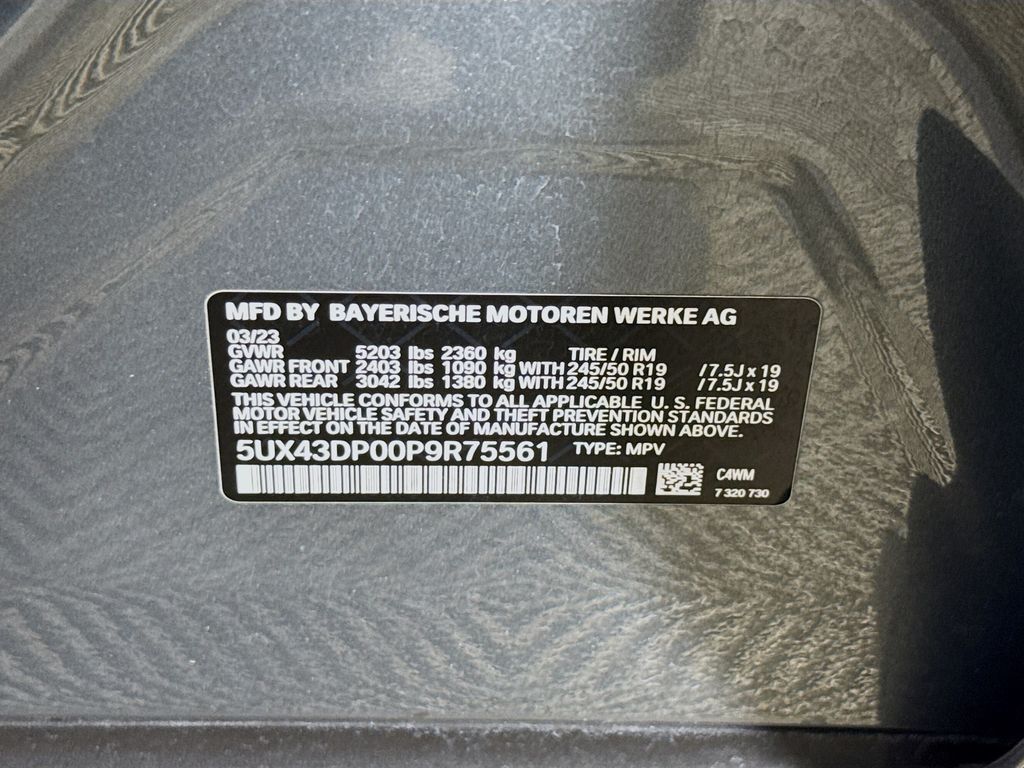 MFD BY BAYERISCHE MOTOREN WERKE AG
03/23
GVWR 5203 lbs 2360 kg TIRE / RIM
GAWR FRONT 2403 lbs 1090 kg WITH 245/50 R19 /7.5J x 19
GAWR REAR 3042 lbs 1380 kg WITH 245/50 R19 /7.5J x 19
THIS VEHICLE CONFORMS TO ALL APPLICABLE U. S. FEDERAL
MOTOR VEHICLE SAFETY AND THEFT PREVENTION STANDARDS
IN EFFECT ON THE DATE OF MANUFACTURE SHOWN ABOVE.
5UX43DP00P9R75561 TYPE: MPV
C4WM
7 320 730